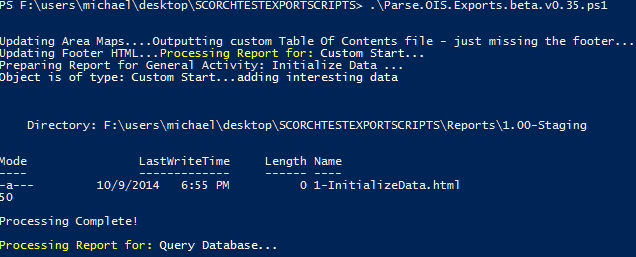 PS F:\users\michael\desktop\SCORCHTESTEXPORTSCRIPTS> .\Parse.OIS.Exports.beta.v0.35.ps1
Updating Area Maps....Outputting custom Table Of Contents file - just missing the footer...
Updating Footer HTML...Processing Report for: Custom Start...
Preparing Report for General Activity: Initialize Data ...
Object is of type: Custom Start...adding interesting data
Directory: F:\users\michael\desktop\SCORCHTESTEXPORTSCRIPTS\Reports\1.00-Staging
Mode LastWriteTime Length Name
---- ------------- ------ ----
-a--- 10/9/2014 6:55 PM 0 1-InitializeData.html
50
Processing Complete!
Processing Report for: Query Database...